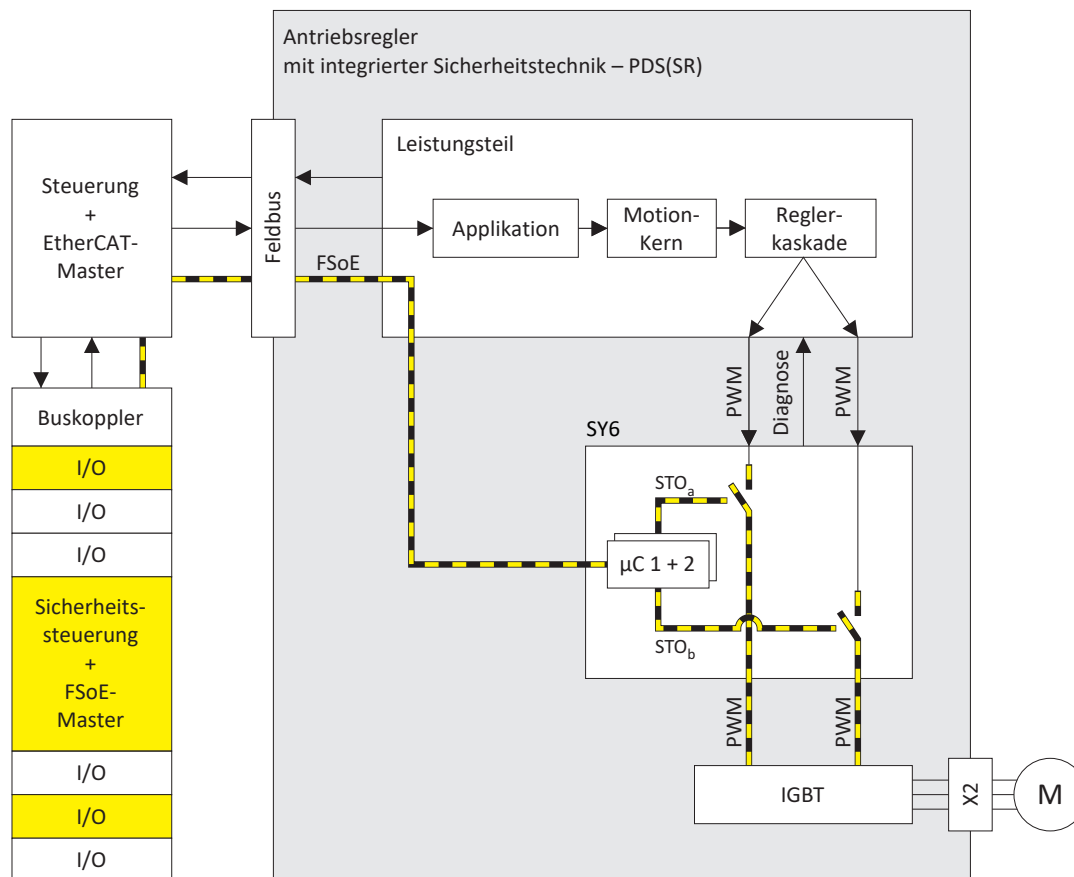 Antriebsregler
mit integrierter Sicherheitstechnik – PDS(SR)
Steuerung
+
EtherCAT-
Master
Feldbus
Leistungsteil
Applikation
Motion-
Kern
Regler-
kaskade
FSoE
PWM
Diagnose
PWM
Buskoppler
I/O
I/O
I/O
Sicherheits-
steuerung
+
FSoE-
Master
I/O
I/O
I/O
SY6
STOa
µC 1 + 2
STOb
PWM
PWM
IGBT
X2
M